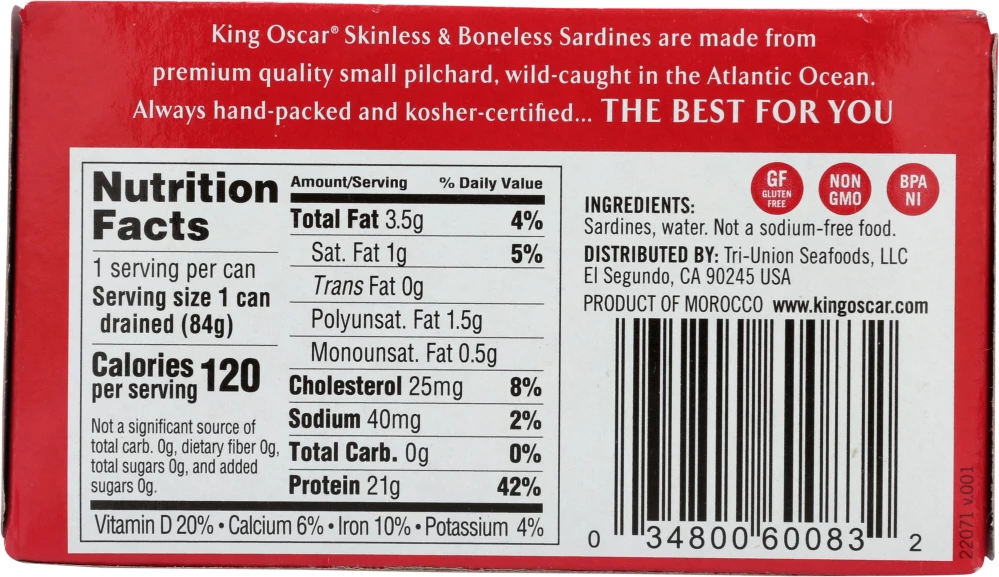 King Oscar® Skinless & Boneless Sardines are made from
premium quality small pilchard, wild-caught in the Atlantic Ocean.
Always hand-packed and kosher-certified... THE BEST FOR YOU
Nutrition
Facts
1 serving per can
Serving size 1 can
drained (84g)
Calories
per serving 120
Not a significant source of
total carb. 0g, dietary fiber 0g,
total sugars 0g, and added
sugars 0g.
Amount/Serving % Daily Value
Total Fat 3.5g 4%
Sat. Fat 1g 5%
Trans Fat 0g
Polyunsat. Fat 1.5g
Monounsat. Fat 0.5g
Cholesterol 25mg 8%
Sodium 40mg 2%
Total Carb. 0g 0%
Protein 21g 42%
Vitamin D 20% • Calcium 6% • Iron 10% • Potassium 4%
GF
GLUTEN
FREE
NON
GMO
BPA
NI
INGREDIENTS:
Sardines, water. Not a sodium-free food.
DISTRIBUTED BY: Tri-Union Seafoods, LLC
El Segundo, CA 90245 USA
PRODUCT OF MOROCCO www.kingoscar.com
0 34800 60083 2
22071 v.001